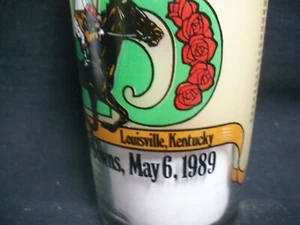 Louisville, Kentucky
Downs, May 6, 1989